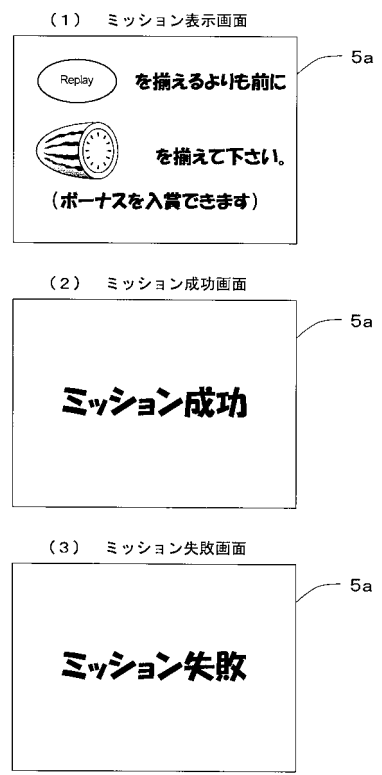 (1) ミッション表示画面
5a
Replay を揃えるよりも前に
を揃えて下さい。
(ボーナスを入賞できます)
(2) ミッション成功画面
5a
ミッション成功
(3) ミッション失敗画面
5a
ミッション失敗